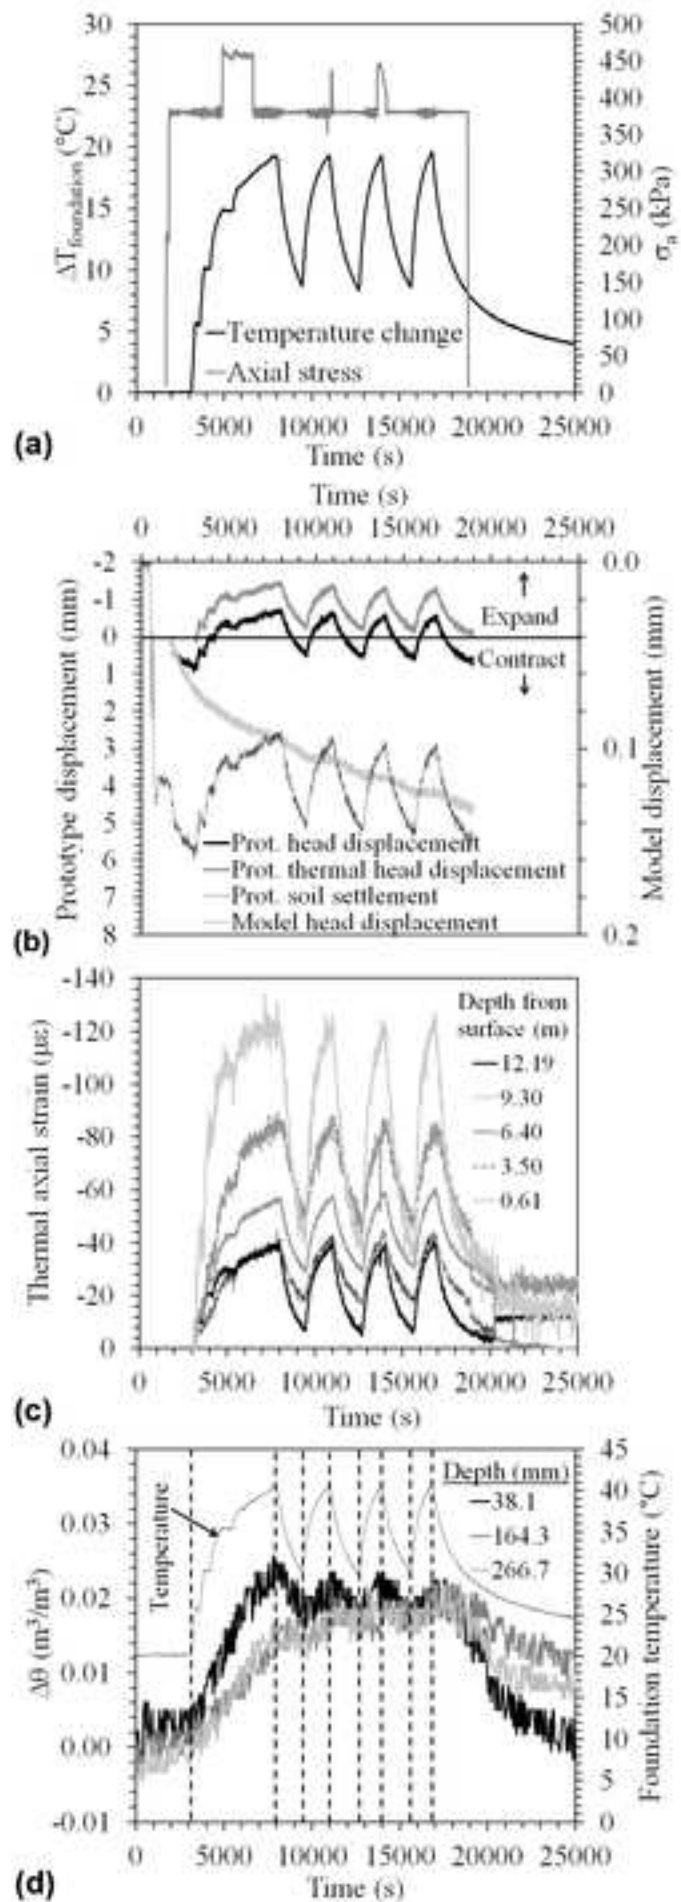 30
25
20
15
10
5
0
ΔT_foundation (°C)
500
450
400
350
300
250
200
150
100
50
0
σ_a (kPa)
Temperature change
Axial stress
0 5000 10000 15000 20000 25000
Time (s)
(a)
Time (s)
0 5000 10000 15000 20000 25000
-2
-1
0
1
2
3
4
5
6
7
8
Prototype displacement (mm)
0.0
0.1
0.2
Model displacement (mm)
Expand
Contract
Prot. head displacement
Prot. thermal head displacement
Prot. soil settlement
Model head displacement
(b)
-140
-120
-100
-80
-60
-40
-20
0
Thermal axial strain (με)
Depth from
surface (m)
12.19
9.30
6.40
3.50
0.61
0 5000 10000 15000 20000 25000
Time (s)
(c)
0.04
0.03
0.02
0.01
0.00
-0.01
Δθ (m³/m³)
Temperature
Depth (mm)
38.1
164.3
266.7
45
40
35
30
25
20
15
10
5
0
Foundation temperature (°C)
0 5000 10000 15000 20000 25000
Time (s)
(d)